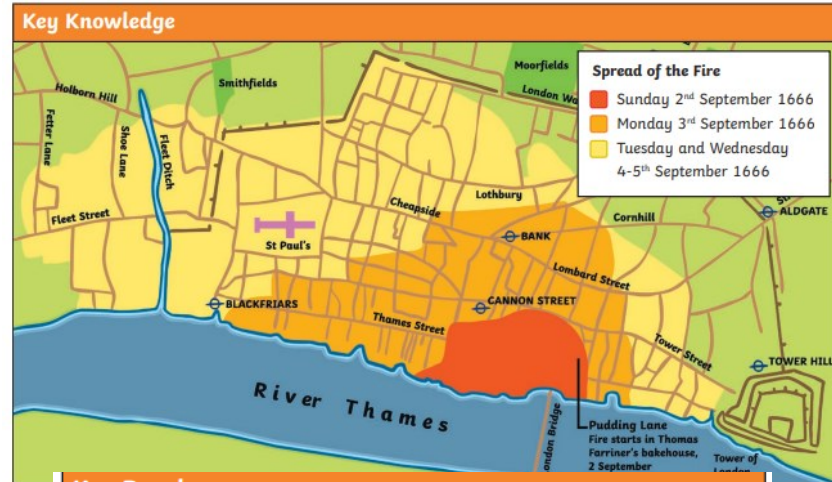 Key Knowledge
Moorfields
Smithfields
London Wa
Holborn Hill
Fetter Lane
Shoe Lane
Fleet Ditch
Fleet Street
St Paul's
Cheapside
Lothbury
Cornhill
BANK
ALDGATE
Lombard Street
BLACKFRIARS
CANNON STREET
Thames Street
Tower Street
TOWER HILL
River Thames
London Bridge
Pudding Lane
Fire starts in Thomas
Farriner's bakehouse,
2 September
Tower of
London
Spread of the Fire
Sunday 2nd September 1666
Monday 3rd September 1666
Tuesday and Wednesday
4-5th September 1666